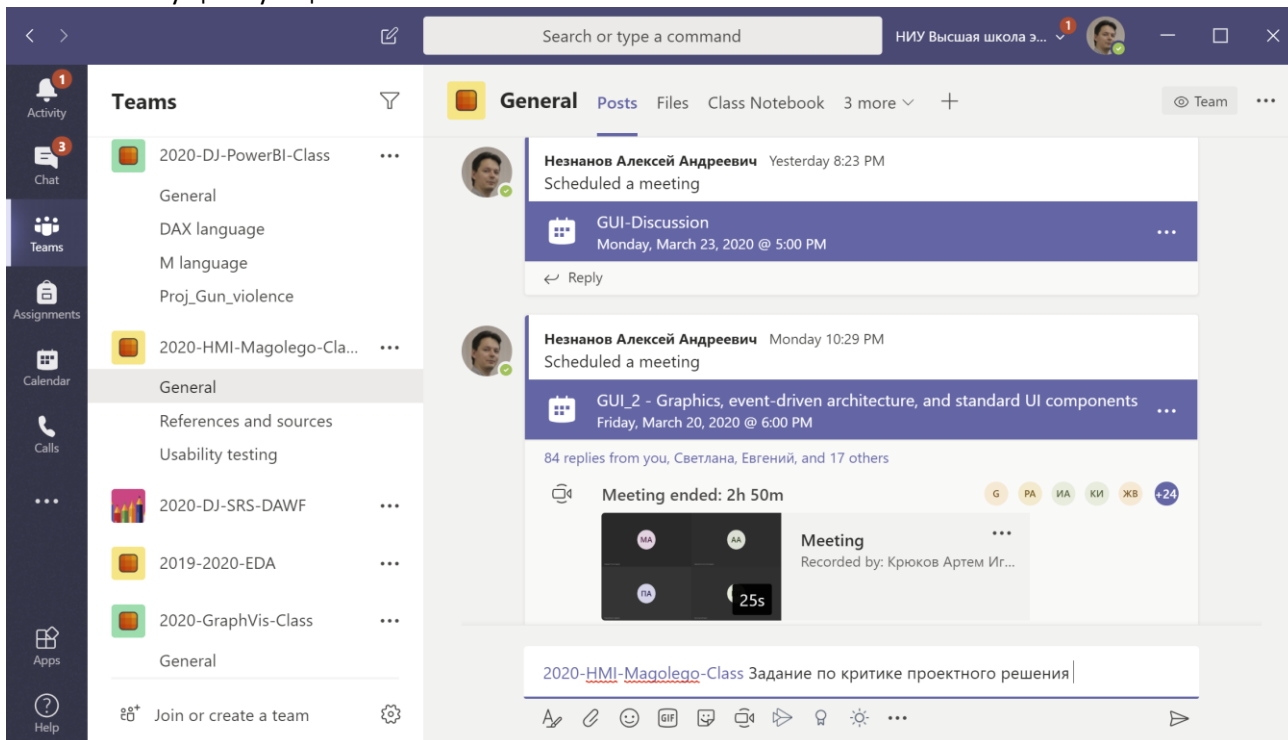 Search or type a command
НИУ Высшая школа э...
1
1
Activity
3
Chat
Teams
Assignments
Calendar
Calls
Apps
Help
Teams
2020-DJ-PowerBI-Class
General
DAX language
M language
Proj_Gun_violence
2020-HMI-Magolego-Cla...
General
References and sources
Usability testing
2020-DJ-SRS-DAWF
2019-2020-EDA
2020-GraphVis-Class
General
Join or create a team
General Posts Files Class Notebook 3 more
Team
Незнанов Алексей Андреевич Yesterday 8:23 PM
Scheduled a meeting
GUI-Discussion
Monday, March 23, 2020 @ 5:00 PM
Reply
Незнанов Алексей Андреевич Monday 10:29 PM
Scheduled a meeting
GUI_2 - Graphics, event-driven architecture, and standard UI components
Friday, March 20, 2020 @ 6:00 PM
84 replies from you, Светлана, Евгений, and 17 others
Meeting ended: 2h 50m
G РА ИА КИ ЖВ +24
МА АА
ПА
25s
Meeting
Recorded by: Крюков Артем Иг...
2020-HMI-Magolego-Class Задание по критике проектного решения
GIF